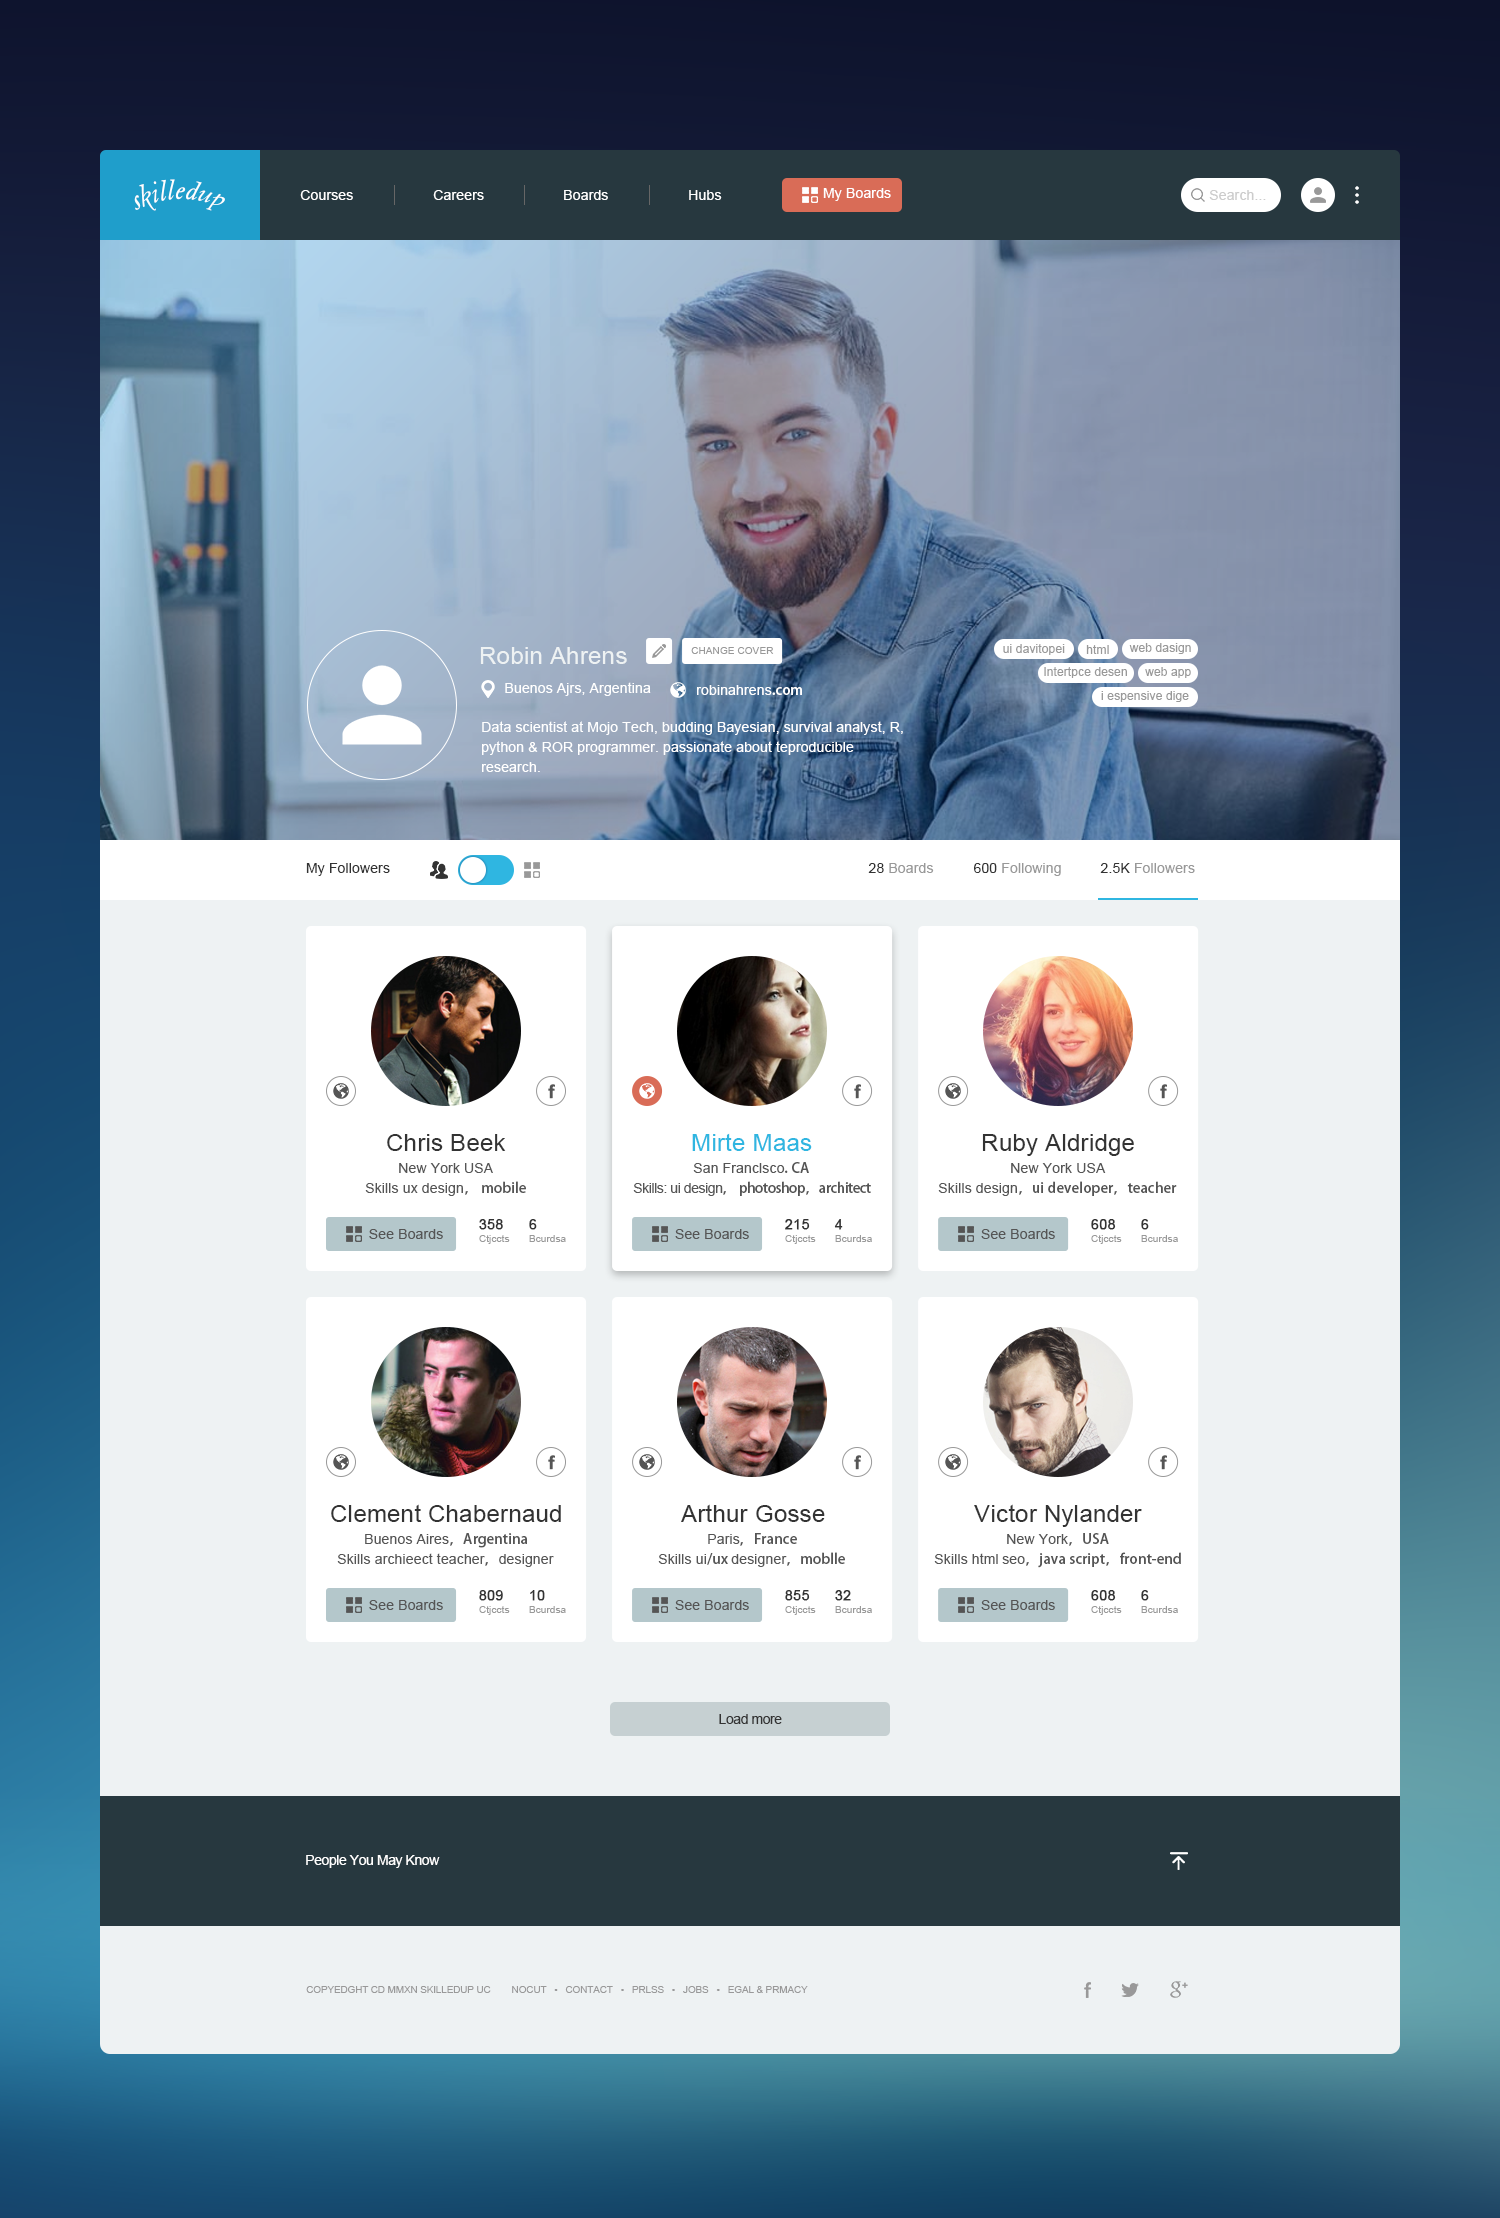 skilledup
Courses
Careers
Boards
Hubs
My Boards
Search...
Robin Ahrens
CHANGE COVER
Buenos Ajrs, Argentina
robinahrens.com
Data scientist at Mojo Tech, budding Bayesian, survival analyst, R,
python & ROR programmer. passionate about teproducible
research.
ui davitopei
html
web dasign
Intertpce desen
web app
i espensive dige
My Followers
28 Boards
600 Following
2.5K Followers
Chris Beek
New York USA
Skills ux design, mobile
See Boards
358
Ctjccts
6
Bcurdsa
Mirte Maas
San Francisco. CA
Skills: ui design, photoshop, architect
See Boards
215
Ctjccts
4
Bcurdsa
Ruby Aldridge
New York USA
Skills design, ui developer, teacher
See Boards
608
Ctjccts
6
Bcurdsa
Clement Chabernaud
Buenos Aires, Argentina
Skills archieect teacher, designer
See Boards
809
Ctjccts
10
Bcurdsa
Arthur Gosse
Paris, France
Skills ui/ux designer, moblle
See Boards
855
Ctjccts
32
Bcurdsa
Victor Nylander
New York, USA
Skills html seo, java script, front-end
See Boards
608
Ctjccts
6
Bcurdsa
Load more
People You May Know
COPYEDGHT CD MMXN SKILLEDUP UC
NOCUT • CONTACT • PRLSS • JOBS • EGAL & PRMACY
f
g+